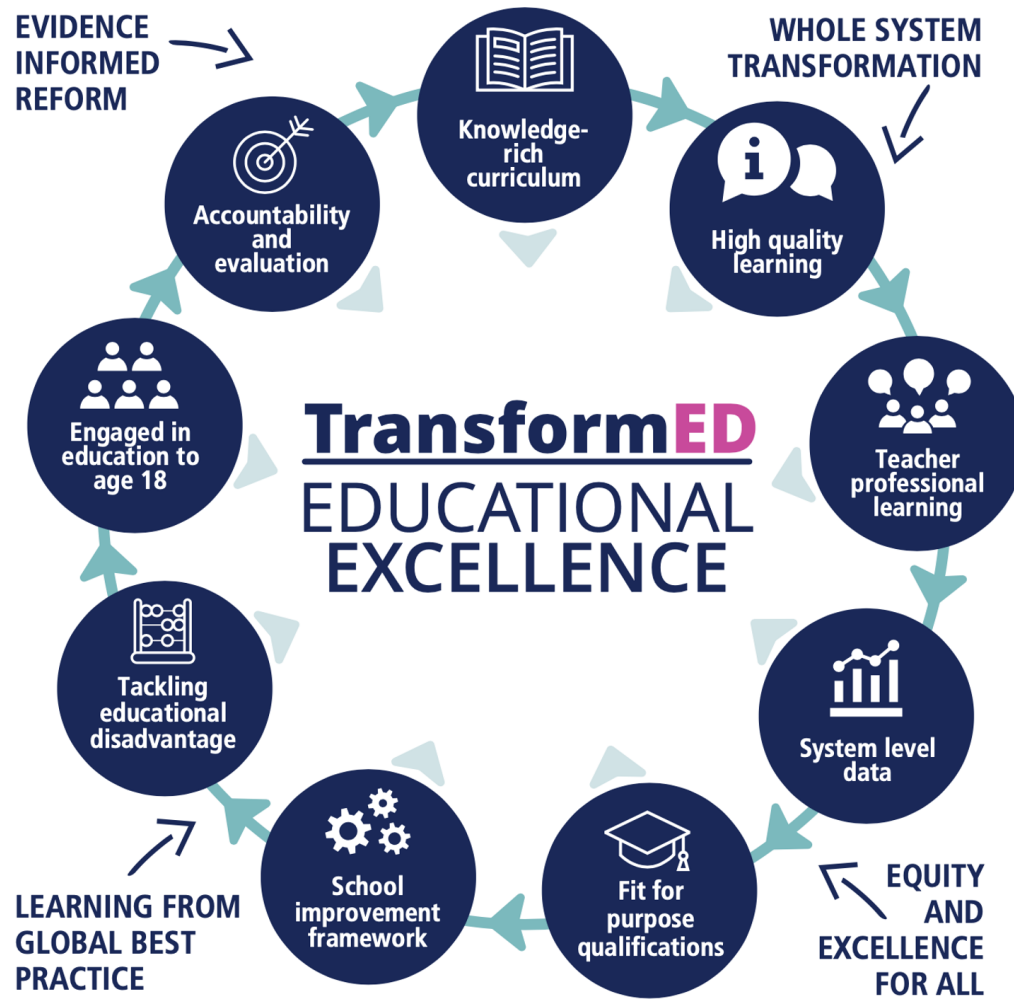 EVIDENCE
INFORMED
REFORM
WHOLE SYSTEM
TRANSFORMATION
Knowledge-
rich
curriculum
i
High quality
learning
Teacher
professional
learning
System level
data
Fit for
purpose
qualifications
School
improvement
framework
Tackling
educational
disadvantage
Engaged in
education to
age 18
Accountability
and
evaluation
TransformED
EDUCATIONAL
EXCELLENCE
LEARNING FROM
GLOBAL BEST
PRACTICE
EQUITY
AND
EXCELLENCE
FOR ALL